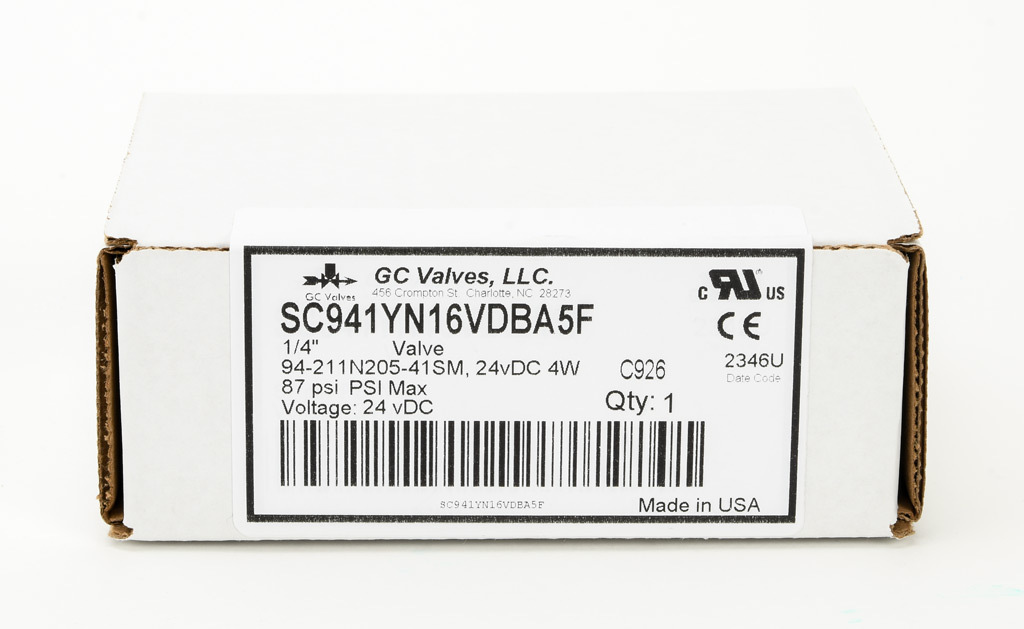 GC Valves
GC Valves, LLC.
456 Crompton St. Charlotte, NC. 28273
SC941YN16VDBA5F
1/4" Valve
94-211N205-41SM, 24vDC 4W
87 psi PSI Max
Voltage: 24 vDC
C926
Qty: 1
C RU US
CE
2346U
Date Code
SC941YN16VDBA5F
Made in USA